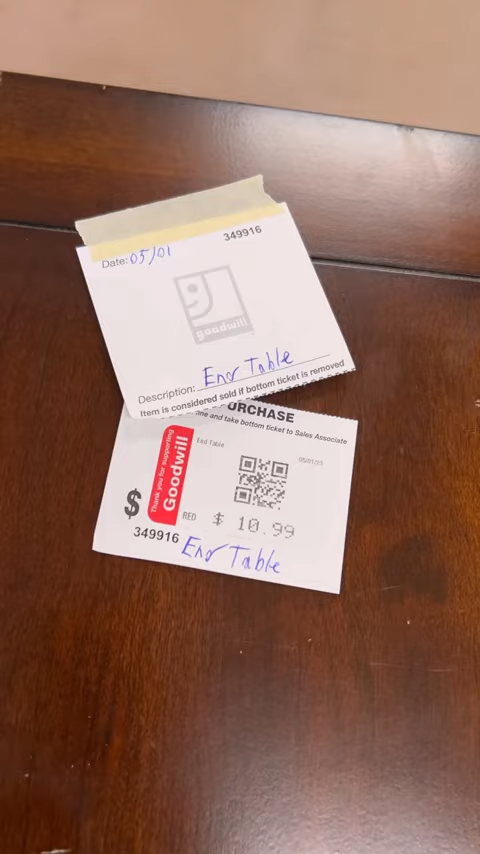 349916
Date: 05/01
goodwill
Description: End Table
Item is considered sold if bottom ticket is removed
URCHASE
and take bottom ticket to Sales Associate
End Table
Thank you for supporting
Goodwill
$
RED
$ 10.99
349916
End Table